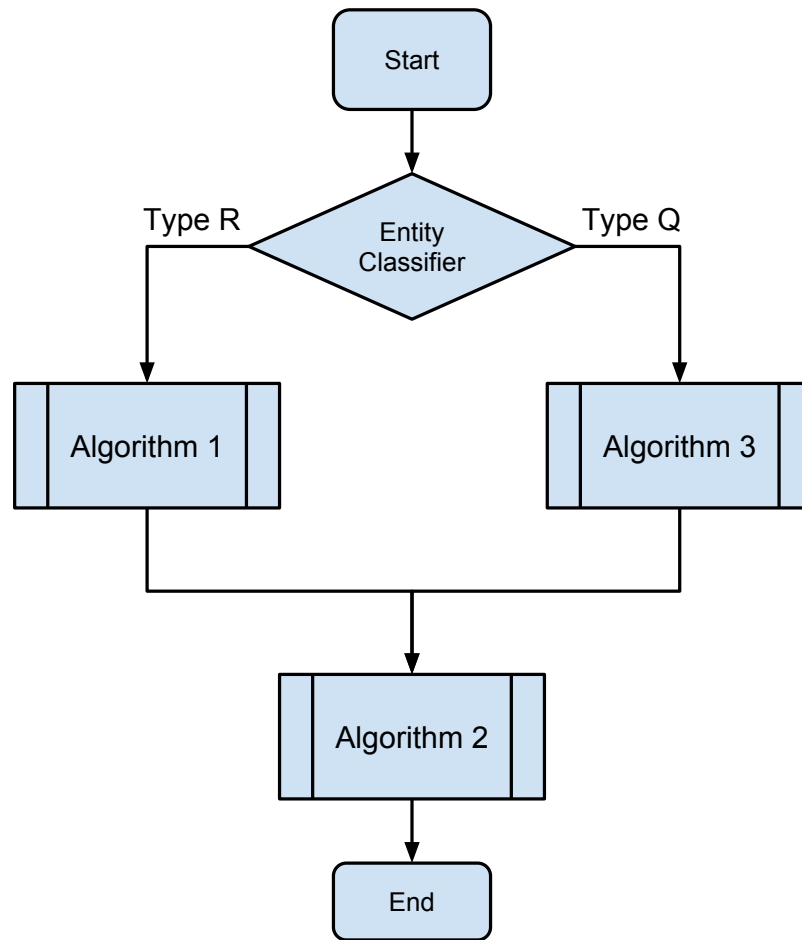 Start
Type R
Type Q
Entity
Classifier
Algorithm 1
Algorithm 3
Algorithm 2
End